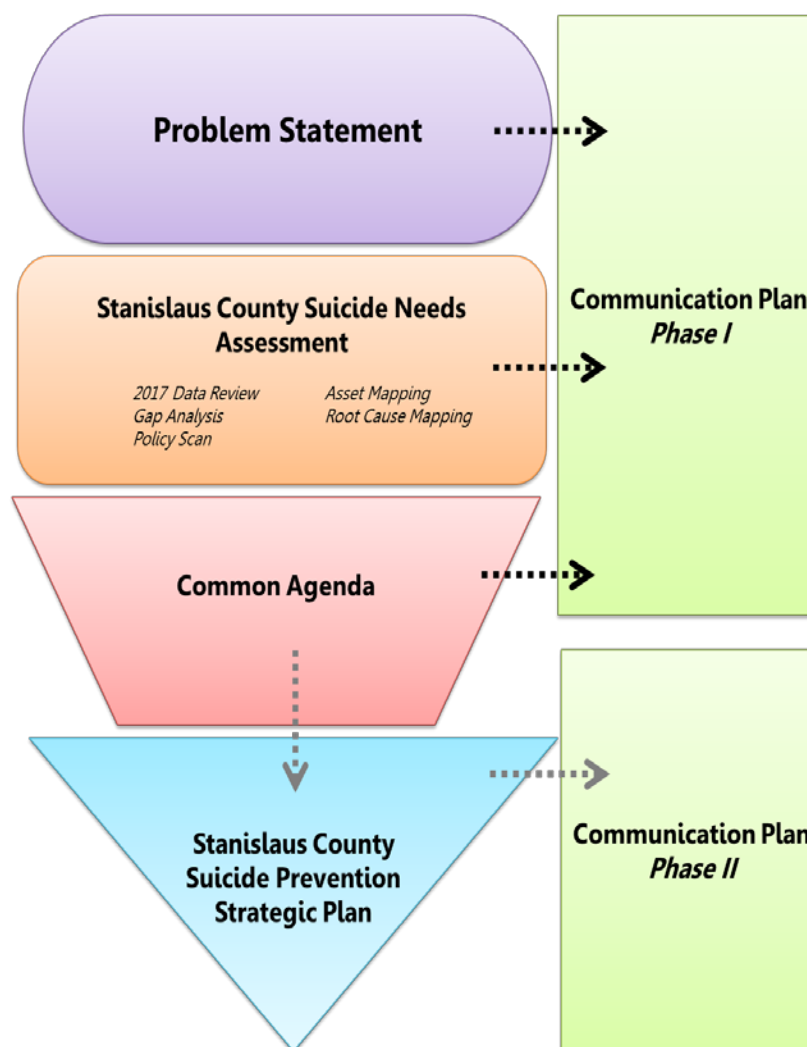 Problem Statement
Stanislaus County Suicide Needs
Assessment
2017 Data Review
Gap Analysis
Policy Scan
Asset Mapping
Root Cause Mapping
Communication Plan
Phase I
Common Agenda
Stanislaus County
Suicide Prevention
Strategic Plan
Communication Plan
Phase II